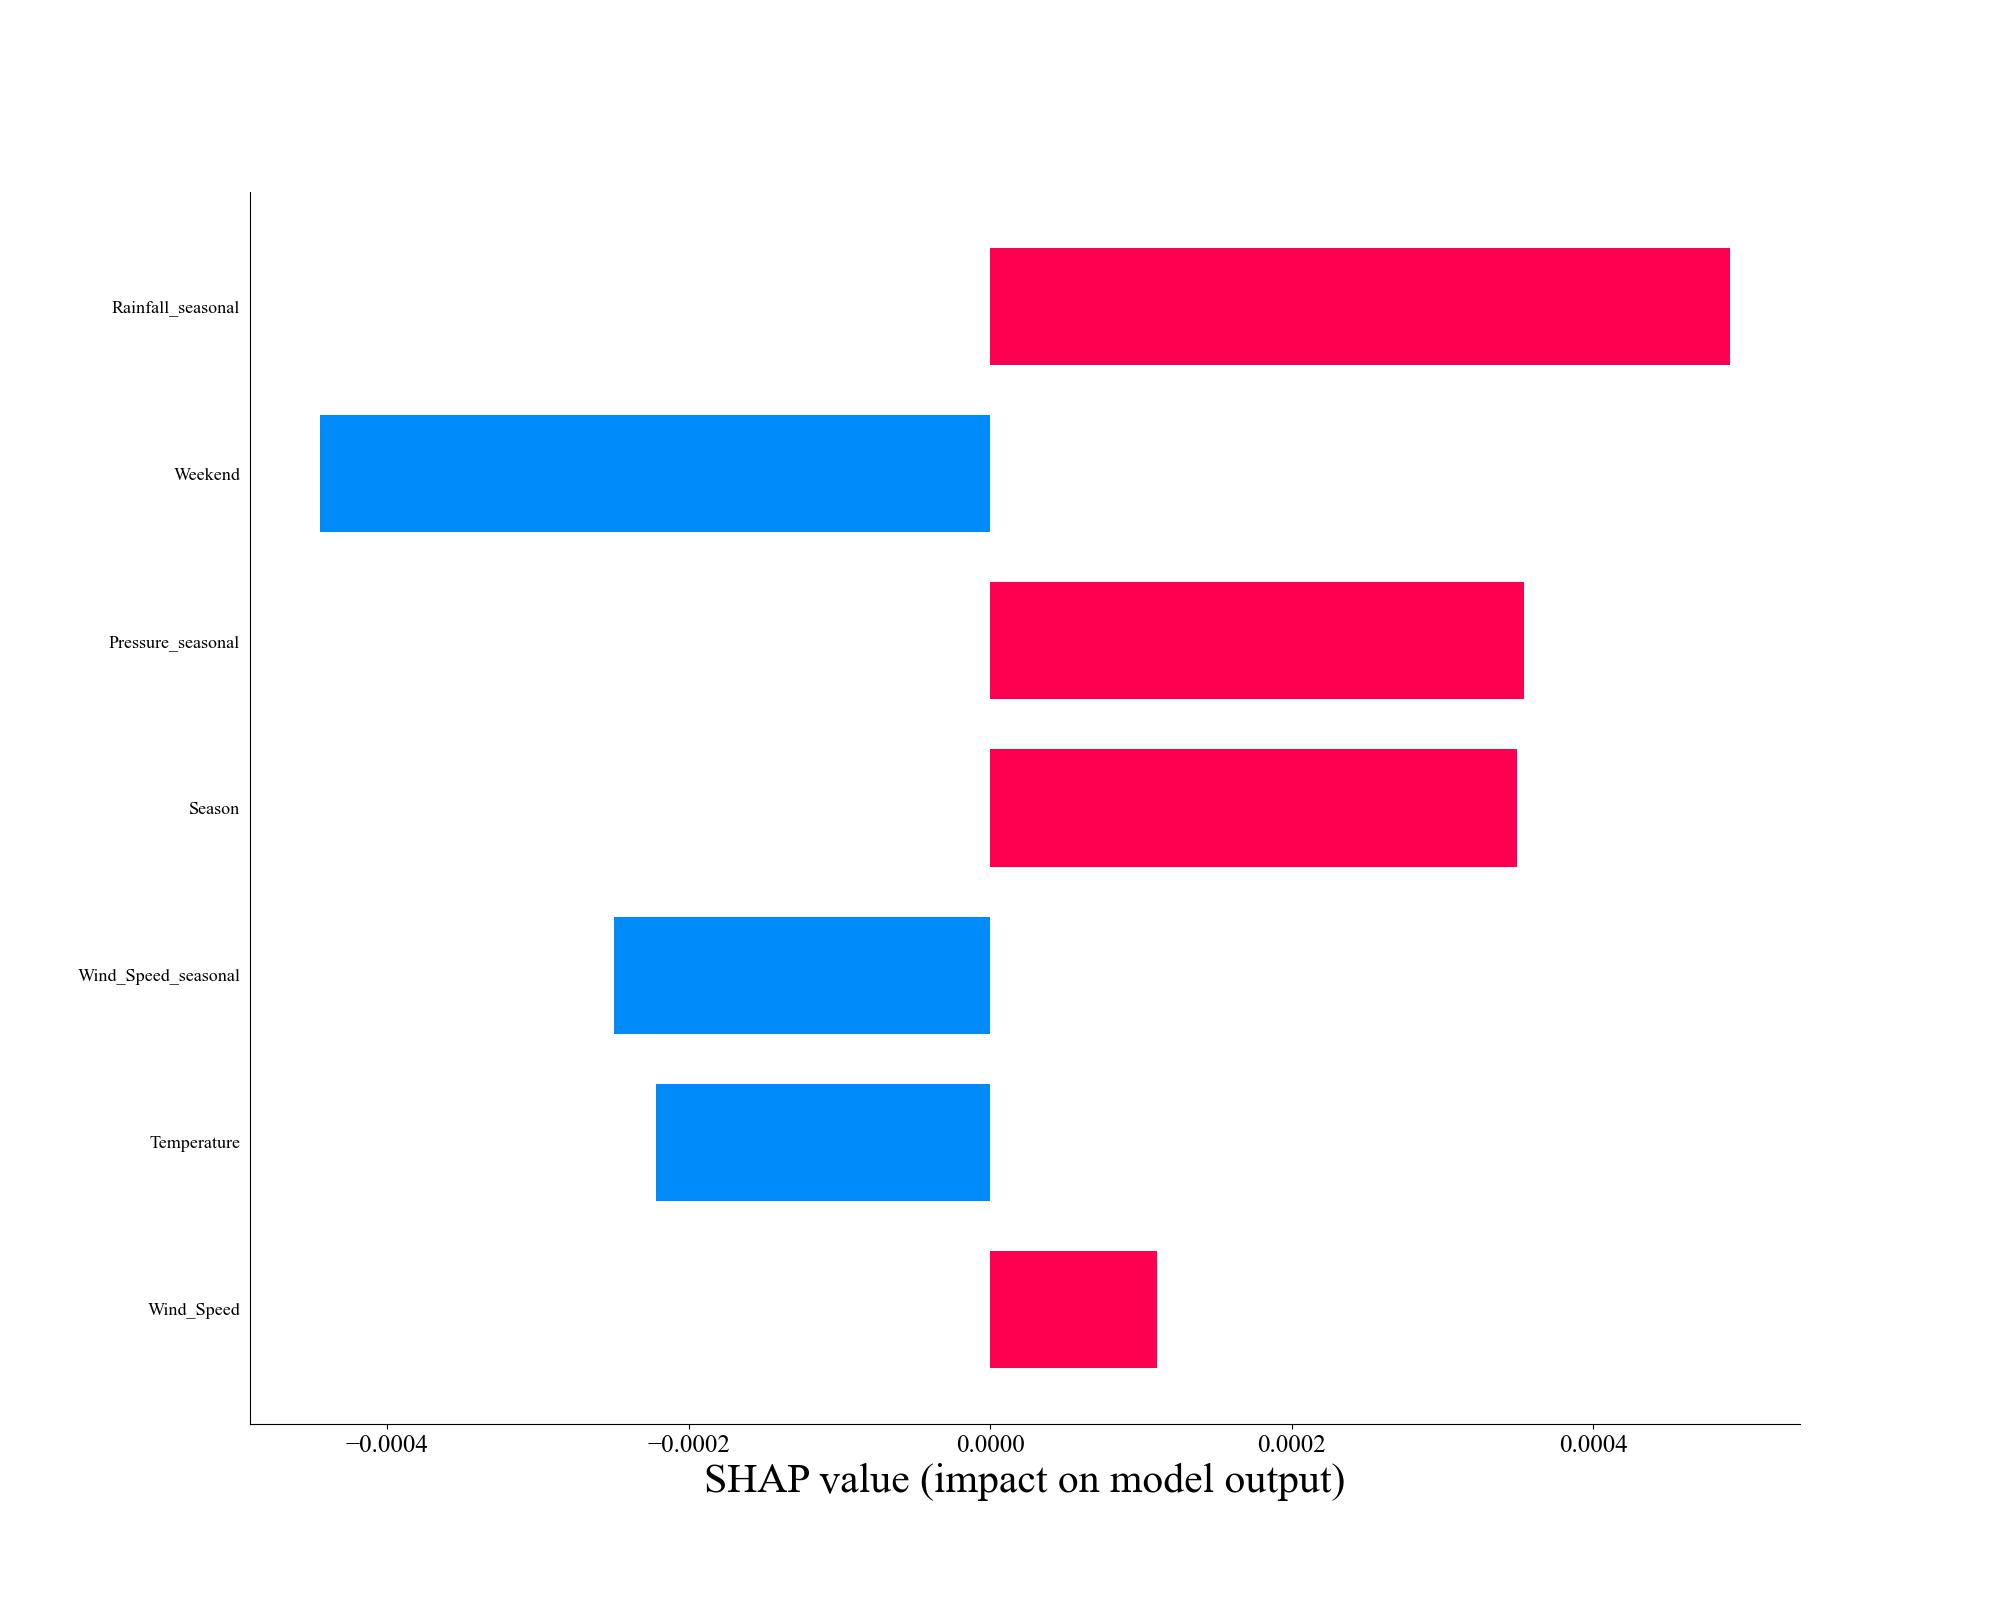 Rainfall_seasonal
Weekend
Pressure_seasonal
Season
Wind_Speed_seasonal
Temperature
Wind_Speed
−0.0004 −0.0002 0.0000 0.0002 0.0004
SHAP value (impact on model output)